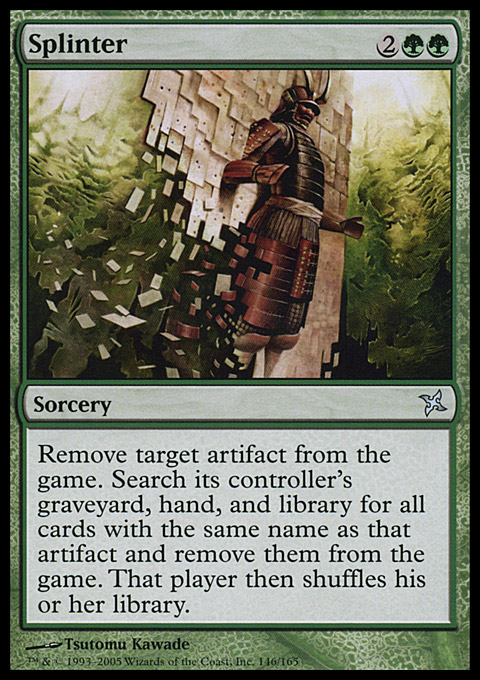 Splinter 2
Sorcery
Remove target artifact from the
game. Search its controller's
graveyard, hand, and library for all
cards with the same name as that
artifact and remove them from the
game. That player then shuffles his
or her library.
Tsutomu Kawade
™ & © 1993–2005 Wizards of the Coast, Inc. 146/165